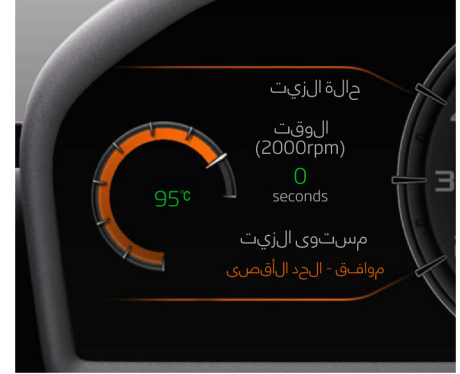 حالة الزيت
الوقت
(2000rpm)
0
seconds
95°C
مستوى الزيت
موافق - الحد الأقصى
3